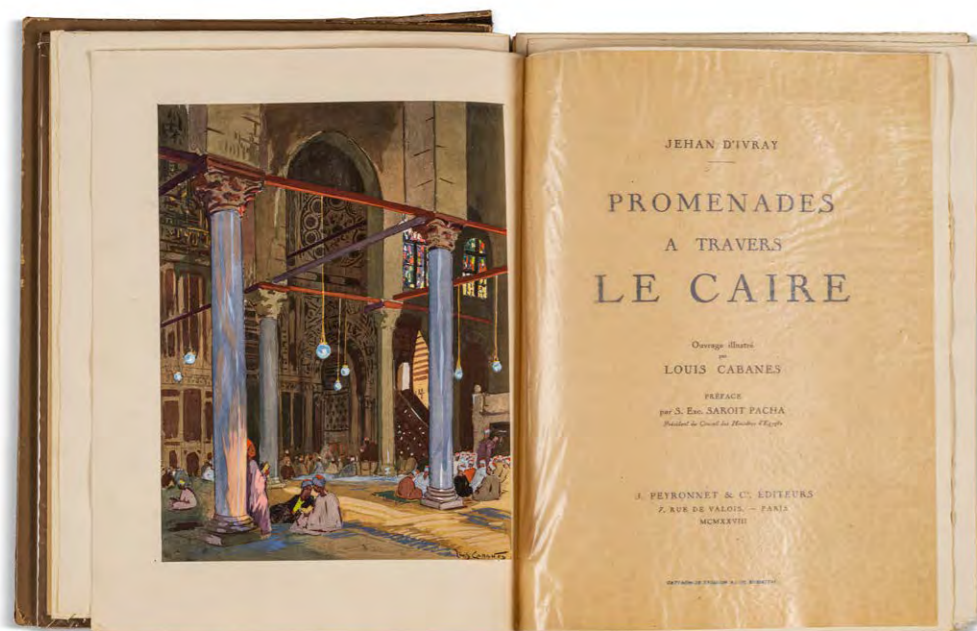 JEHAN D'IVRAY
PROMENADES
A TRAVERS
LE CAIRE
Ouvrage illustré
par
LOUIS CABANES
PRÉFACE
par S. Exc. SAROIT PACHA
Président du Conseil des Ministres d'Égypte
J. PEYRONNET & Cie, ÉDITEURS
7, RUE DE VALOIS. — PARIS
MCMXXVIII
CABANES